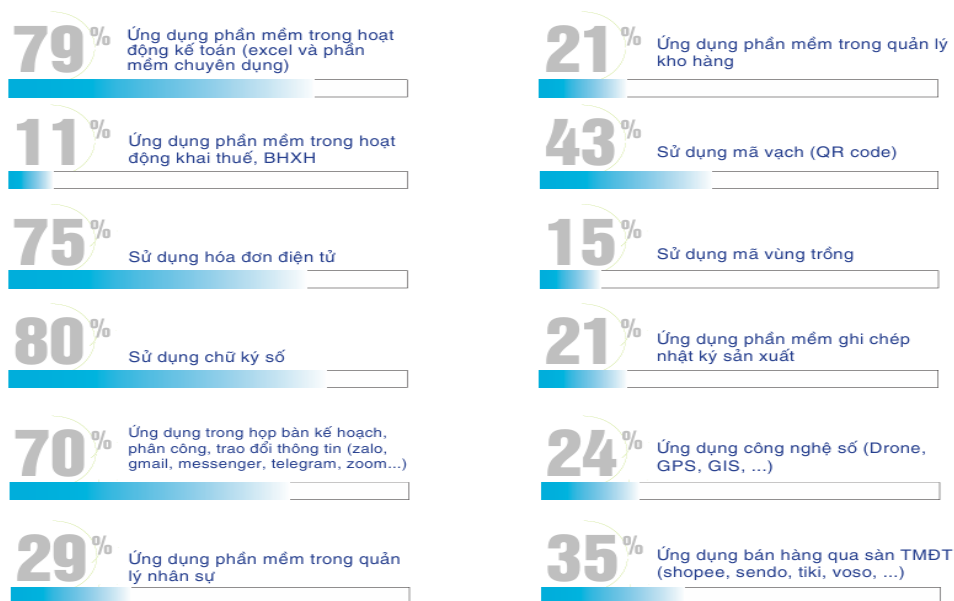 79%
Ứng dụng phần mềm trong hoạt
động kế toán (excel và phần
mềm chuyên dụng)
11%
Ứng dụng phần mềm trong hoạt
động khai thuế, BHXH
75%
Sử dụng hóa đơn điện tử
80%
Sử dụng chữ ký số
70%
Ứng dụng trong họp bàn kế hoạch,
phân công, trao đổi thông tin (zalo,
gmail, messenger, telegram, zoom...)
29%
Ứng dụng phần mềm trong quản
lý nhân sự
21%
Ứng dụng phần mềm trong quản lý
kho hàng
43%
Sử dụng mã vạch (QR code)
15%
Sử dụng mã vùng trồng
21%
Ứng dụng phần mềm ghi chép
nhật ký sản xuất
24%
Ứng dụng công nghệ số (Drone,
GPS, GIS, ...)
35%
Ứng dụng bán hàng qua sàn TMĐT
(shopee, sendo, tiki, voso, ...)